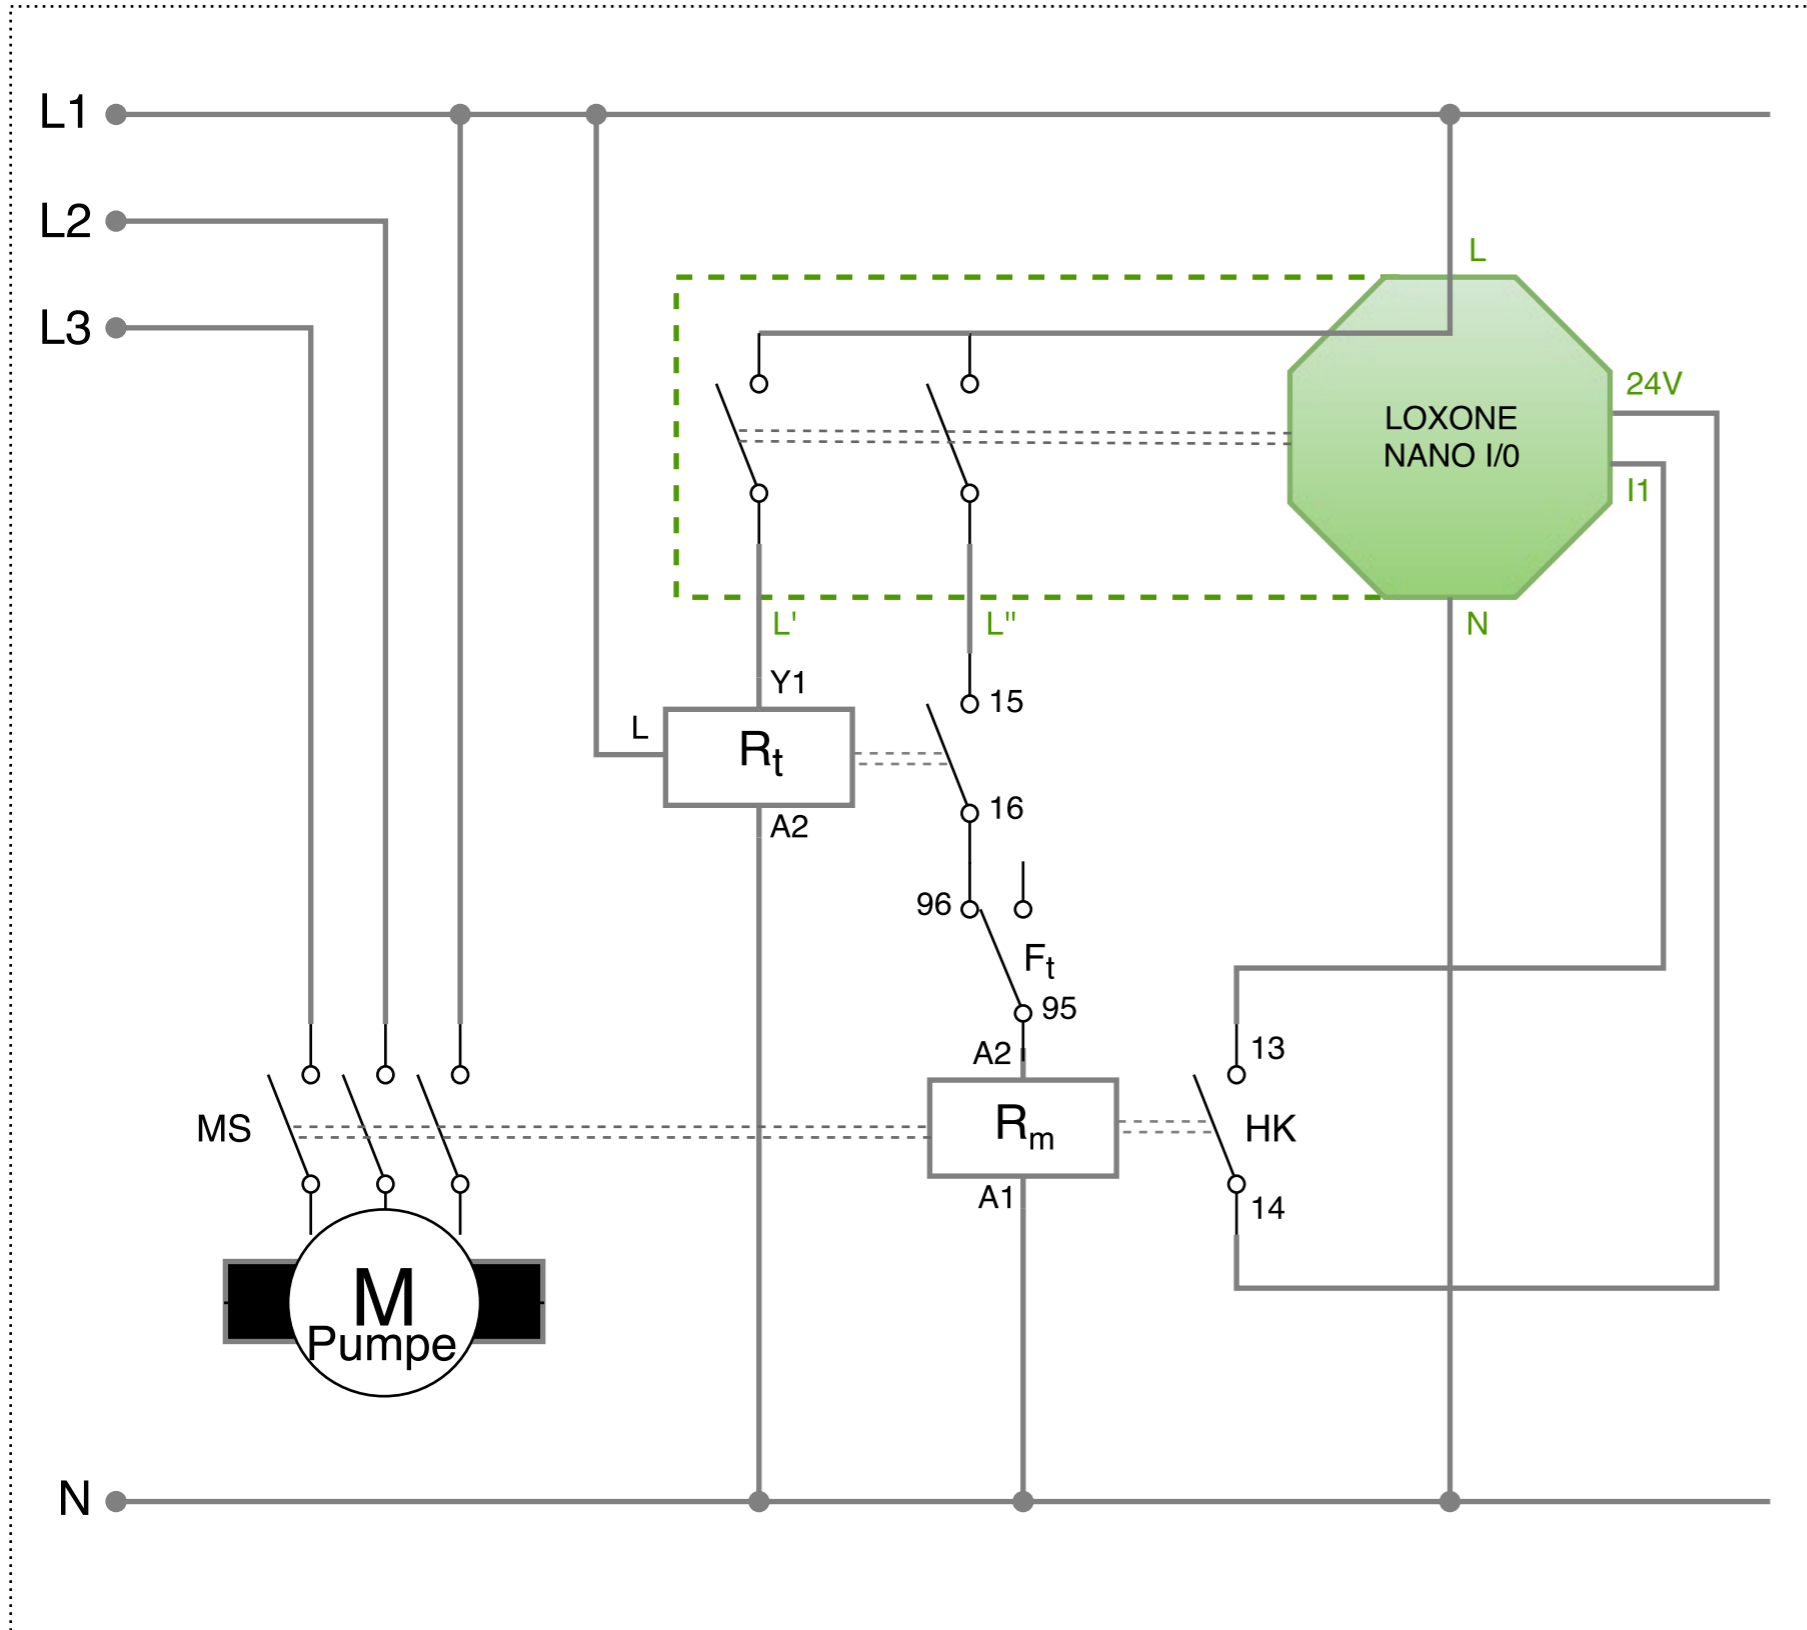 L1
L2
L
L3
24V
LOXONE
NANO I/0
I1
L'
L"
N
Y1
15
L
Rt
16
A2
96
Ft
95
A2
13
MS
Rm
HK
A1
14
M
Pumpe
N